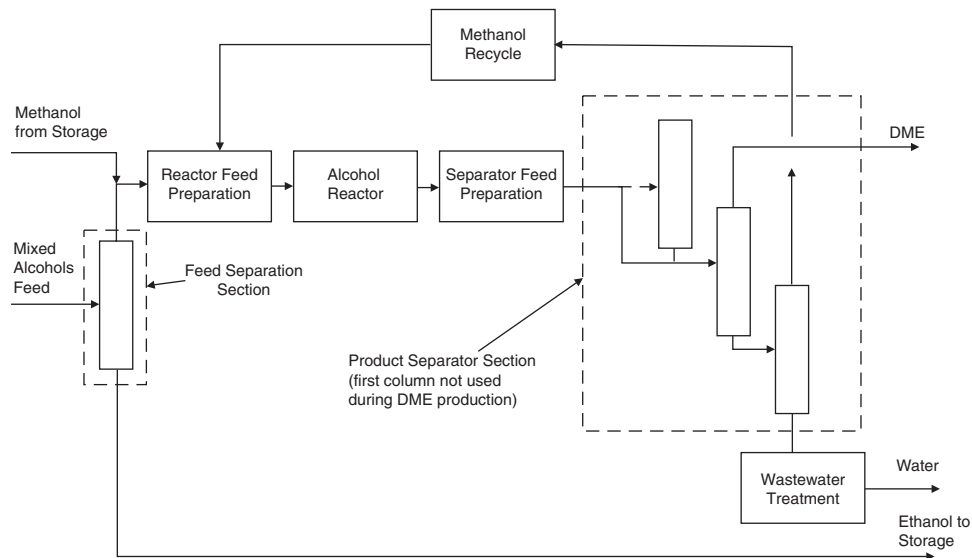 Methanol
Recycle
Methanol
from Storage
DME
Reactor Feed
Preparation
Alcohol
Reactor
Separator Feed
Preparation
Mixed
Alcohols
Feed
Feed Separation
Section
Product Separator Section
(first column not used
during DME production)
Wastewater
Treatment
Water
Ethanol to
Storage